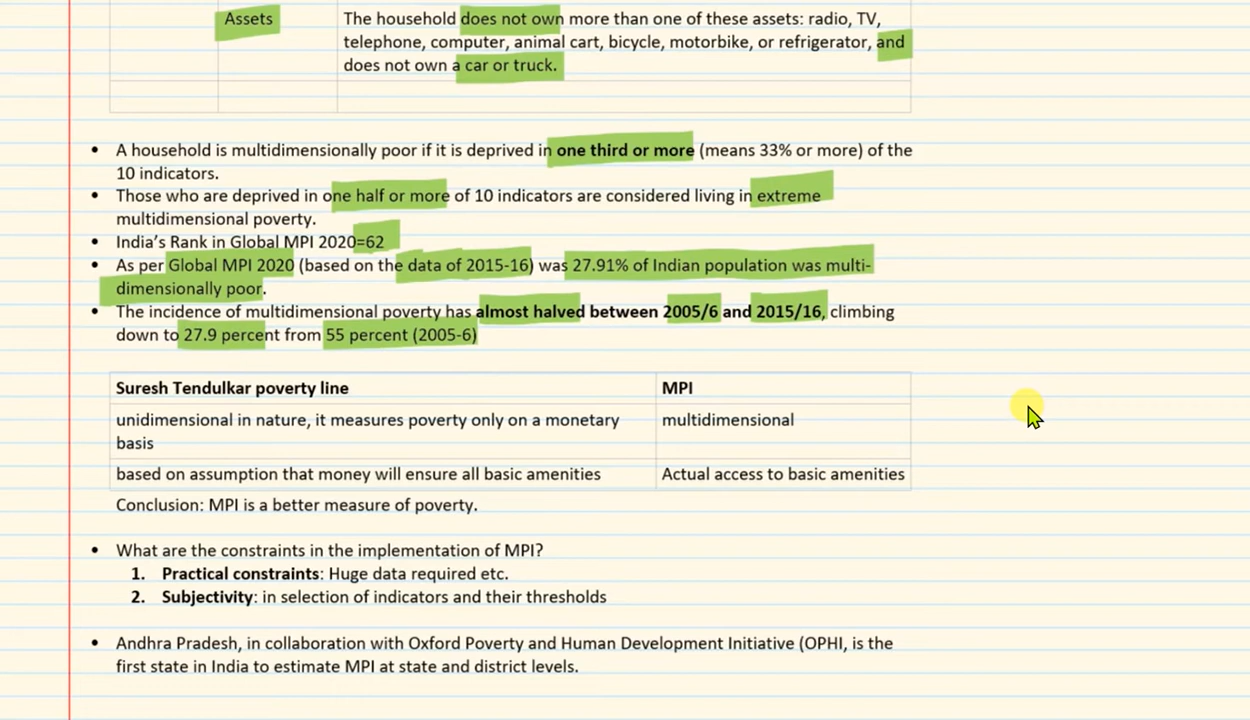 Assets
The household does not own more than one of these assets: radio, TV,
telephone, computer, animal cart, bicycle, motorbike, or refrigerator, and
does not own a car or truck.
• A household is multidimensionally poor if it is deprived in one third or more (means 33% or more) of the
10 indicators.
• Those who are deprived in one half or more of 10 indicators are considered living in extreme
multidimensional poverty.
• India's Rank in Global MPI 2020=62
• As per Global MPI 2020 (based on the data of 2015-16) was 27.91% of Indian population was multi-
dimensionally poor.
• The incidence of multidimensional poverty has almost halved between 2005/6 and 2015/16, climbing
down to 27.9 percent from 55 percent (2005-6)
Suresh Tendulkar poverty line MPI
unidimensional in nature, it measures poverty only on a monetary multidimensional
basis
based on assumption that money will ensure all basic amenities Actual access to basic amenities
Conclusion: MPI is a better measure of poverty.
• What are the constraints in the implementation of MPI?
1. Practical constraints: Huge data required etc.
2. Subjectivity: in selection of indicators and their thresholds
• Andhra Pradesh, in collaboration with Oxford Poverty and Human Development Initiative (OPHI, is the
first state in India to estimate MPI at state and district levels.